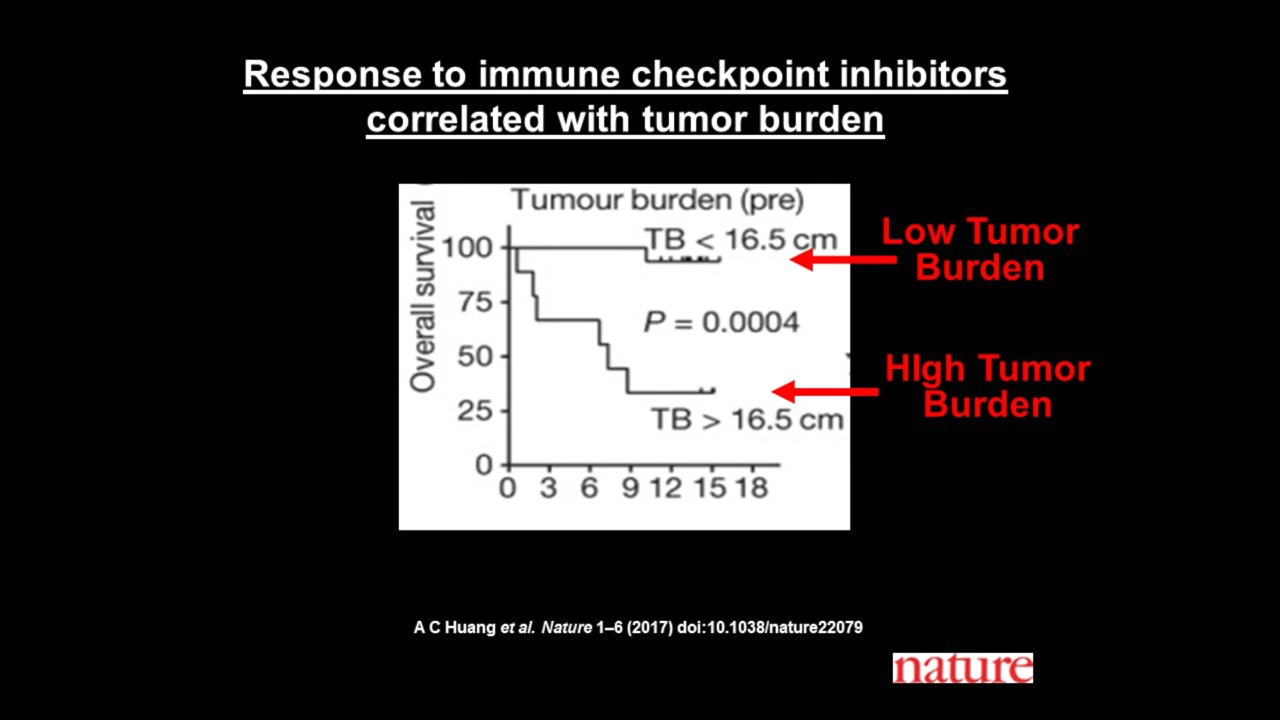 Response to immune checkpoint inhibitors
correlated with tumor burden
Tumour burden (pre)
Overall survival
100
75
50
25
0
0 3 6 9 12 15 18
TB < 16.5 cm
P = 0.0004
TB > 16.5 cm
Low Tumor
Burden
HIgh Tumor
Burden
A C Huang et al. Nature 1–6 (2017) doi:10.1038/nature22079
nature